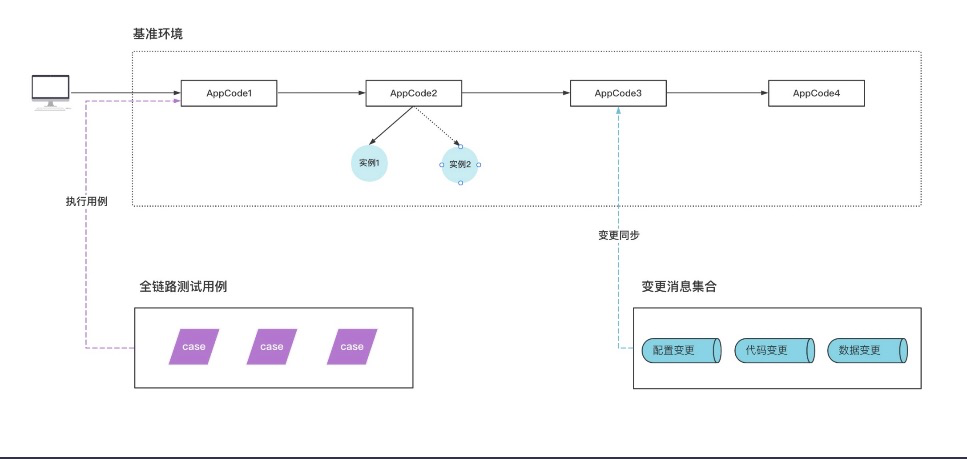 基准环境
AppCode1
AppCode2
AppCode3
AppCode4
实例1
实例2
执行用例
变更同步
全链路测试用例
变更消息集合
case
case
case
配置变更
代码变更
数据变更